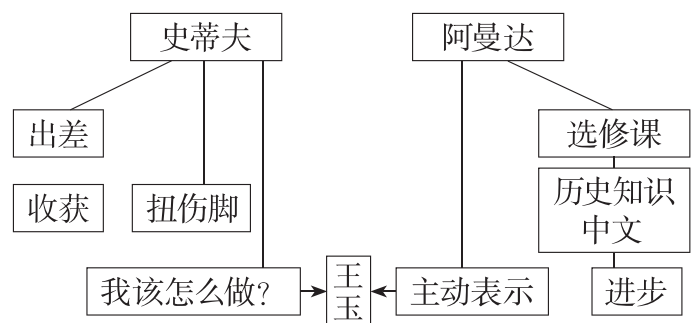 史蒂夫
阿曼达
出差
选修课
收获
扭伤脚
历史知识
中文
我该怎么做?
王
玉
主动表示
进步